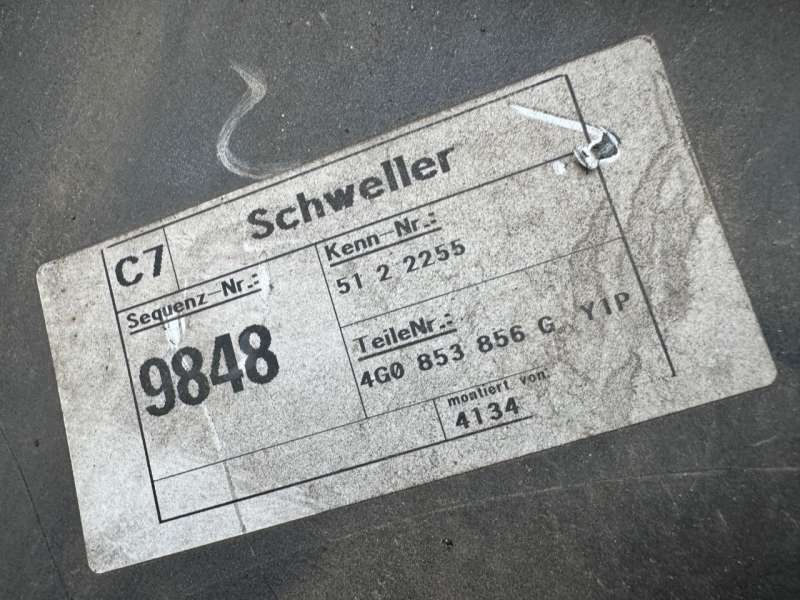 C7 Schweller
Sequenz-Nr.:
9848
Kenn-Nr.:
51 2 2255
TeileNr.:
4G0 853 856 G Y1P
montiert von:
4134